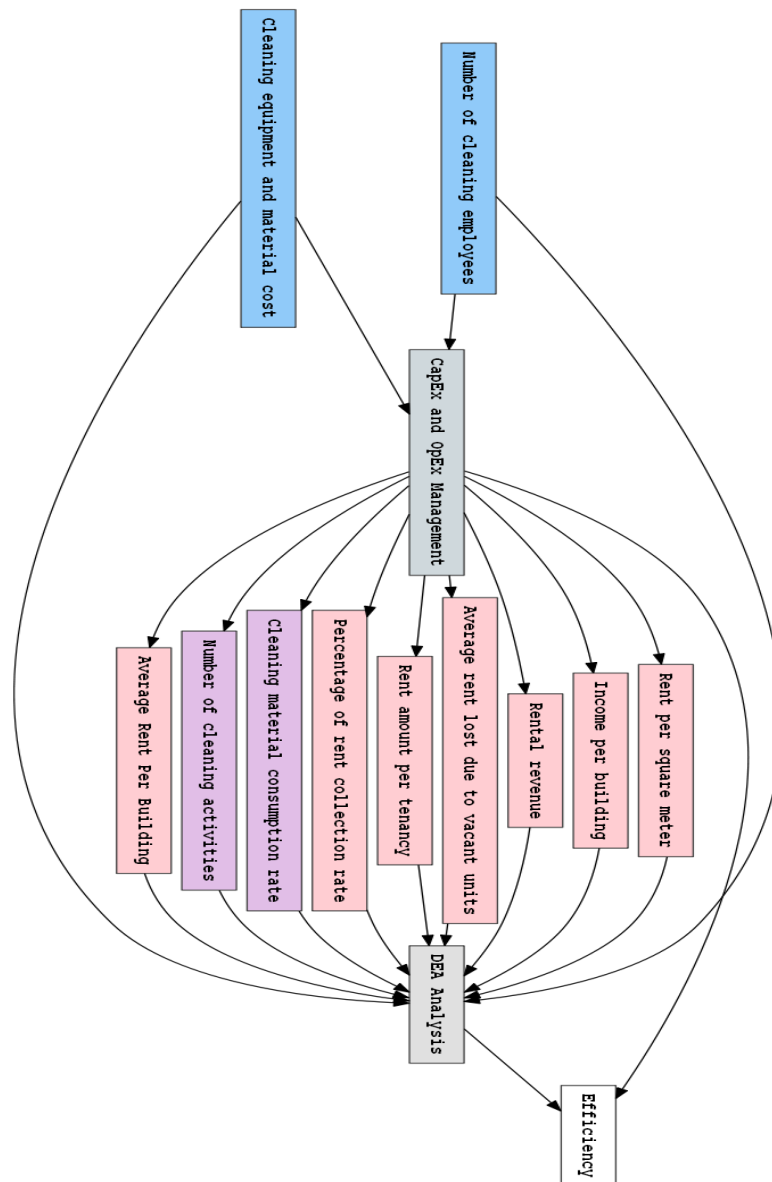 Cleaning equipment and material cost
Number of cleaning employees
CapEx and OpEx Management
Average Rent Per Building
Number of cleaning activities
Cleaning material consumption rate
Percentage of rent collection rate
Rent amount per tenancy
Average rent lost due to vacant units
Rental revenue
Income per building
Rent per square meter
DEA Analysis
Efficiency